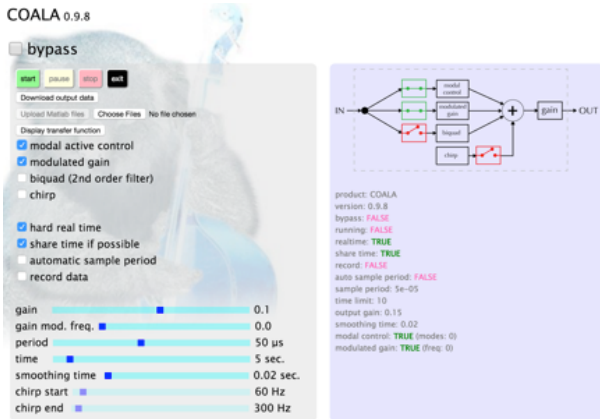 COALA 0.9.8
bypass
start pause stop exit
Download output data
Upload Matlab files Choose Files No file chosen
Display transfer function
modal active control
modulated gain
biquad (2nd order filter)
chirp
hard real time
share time if possible
automatic sample period
record data
gain 0.1
gain mod. freq. 0.0
period 50 µs
time 5 sec.
smoothing time 0.02 sec.
chirp start 60 Hz
chirp end 300 Hz
modal
control
modulated
gain
IN + gain OUT
biquad
chirp
product: COALA
version: 0.9.8
bypass: FALSE
running: FALSE
realtime: TRUE
share time: TRUE
record: FALSE
auto sample period: FALSE
sample period: 5e-05
time limit: 10
output gain: 0.15
smoothing time: 0.02
modal control: TRUE (modes: 0)
modulated gain: TRUE (freq: 0)